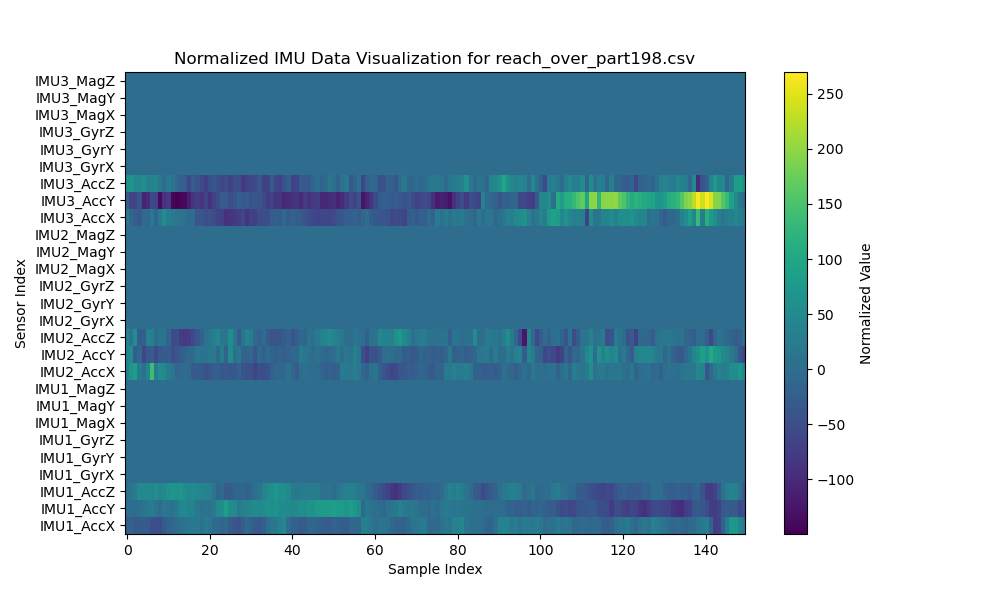 Normalized IMU Data Visualization for reach_over_part198.csv
IMU3_MagZ
IMU3_MagY
IMU3_MagX
IMU3_GyrZ
IMU3_GyrY
IMU3_GyrX
IMU3_AccZ
IMU3_AccY
IMU3_AccX
IMU2_MagZ
IMU2_MagY
IMU2_MagX
IMU2_GyrZ
IMU2_GyrY
IMU2_GyrX
IMU2_AccZ
IMU2_AccY
IMU2_AccX
IMU1_MagZ
IMU1_MagY
IMU1_MagX
IMU1_GyrZ
IMU1_GyrY
IMU1_GyrX
IMU1_AccZ
IMU1_AccY
IMU1_AccX
Sensor Index
0 20 40 60 80 100 120 140
Sample Index
250
200
150
100
50
0
−50
−100
Normalized Value